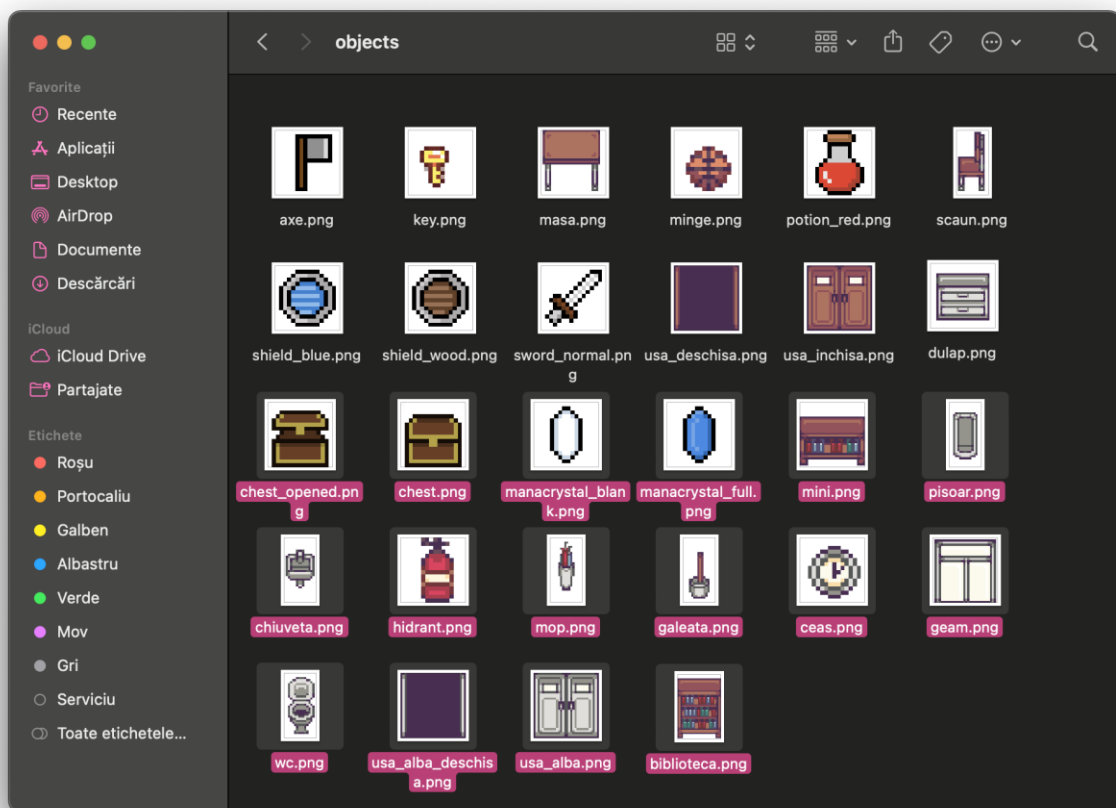 objects
Favorite
Recente
Aplicații
Desktop
AirDrop
Documente
Descărcări
iCloud
iCloud Drive
Partajate
Etichete
Roșu
Portocaliu
Galben
Albastru
Verde
Mov
Gri
Serviciu
Toate etichetele...
axe.png
key.png
masa.png
minge.png
potion_red.png
scaun.png
shield_blue.png
shield_wood.png
sword_normal.pn
g
usa_deschisa.png
usa_inchisa.png
dulap.png
chest_opened.pn
g
chest.png
manacrystal_blan
k.png
manacrystal_full.
png
mini.png
pisoar.png
chiuveta.png
hidrant.png
mop.png
galeata.png
ceas.png
geam.png
wc.png
usa_alba_deschis
a.png
usa_alba.png
biblioteca.png